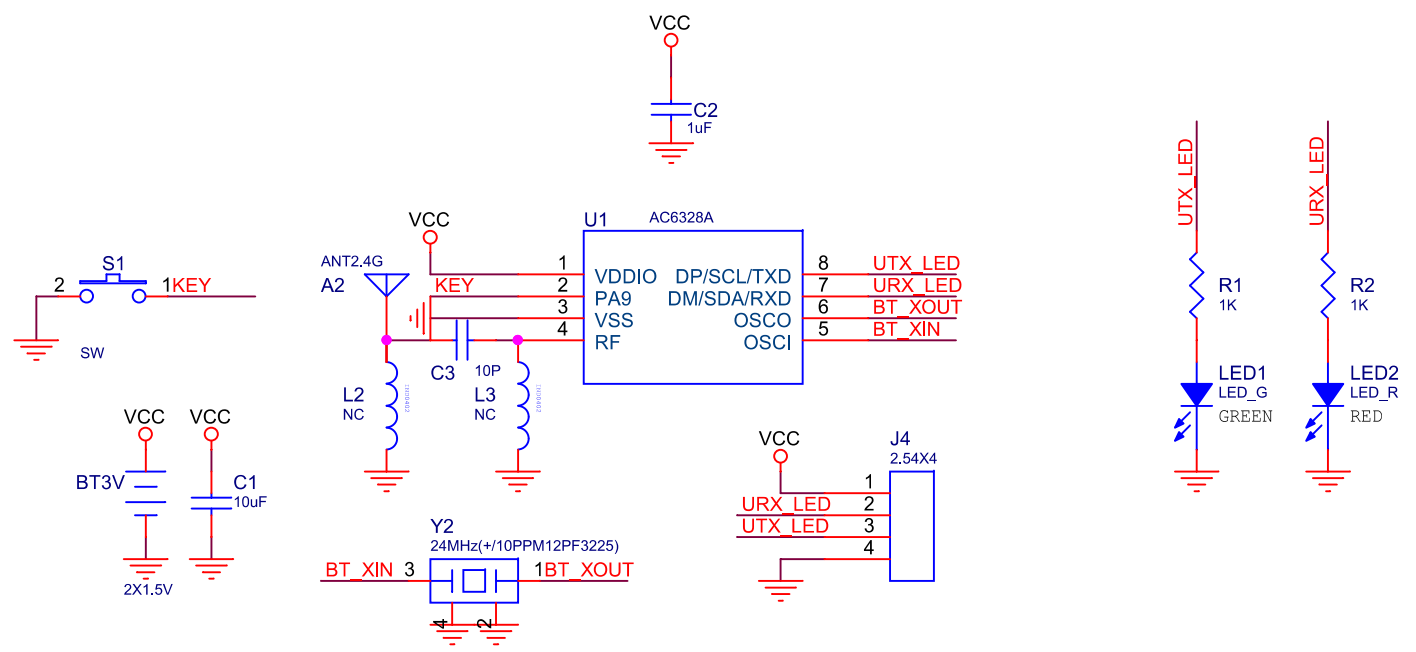 VCC
C2
1uF
U1
AC6328A
VCC
1
VDDIO
DP/SCL/TXD
8
UTX_LED
KEY
2
PA9
DM/SDA/RXD
7
URX_LED
3
VSS
OSCO
6
BT_XOUT
4
RF
OSCI
5
BT_XIN
ANT2.4G
A2
C3
10P
L2
NC
L3
NC
S1
2
1
KEY
SW
VCC
BT3V
2X1.5V
VCC
C1
10uF
Y2
24MHz(+/10PPM12PF3225)
BT_XIN
3
1
BT_XOUT
4
2
VCC
J4
2.54X4
1
URX_LED
2
UTX_LED
3
4
UTX_LED
R1
1K
LED1
LED_G
GREEN
URX_LED
R2
1K
LED2
LED_R
RED